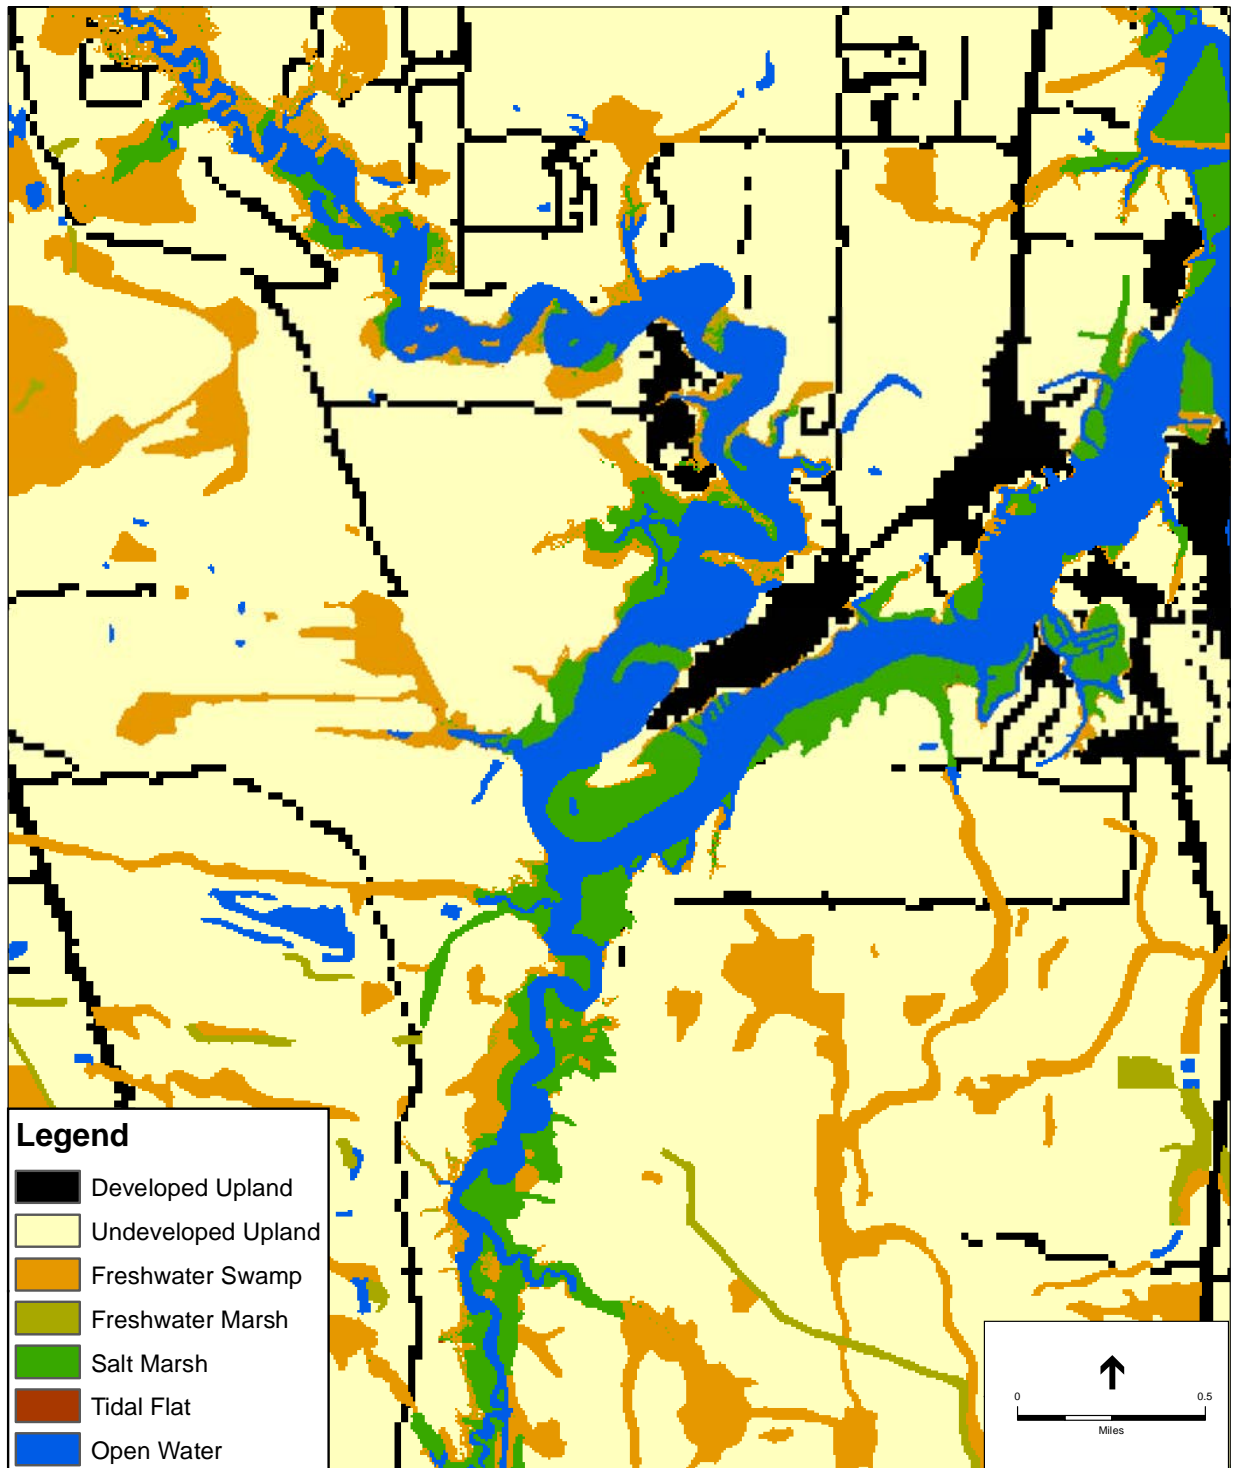 Legend
Developed Upland
Undeveloped Upland
Freshwater Swamp
Freshwater Marsh
Salt Marsh
Tidal Flat
Open Water
0 0.5
Miles